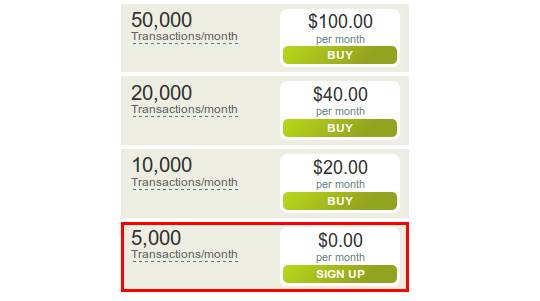 50,000
Transactions/month
$100.00
per month
BUY
20,000
Transactions/month
$40.00
per month
BUY
10,000
Transactions/month
$20.00
per month
BUY
5,000
Transactions/month
$0.00
per month
SIGN UP